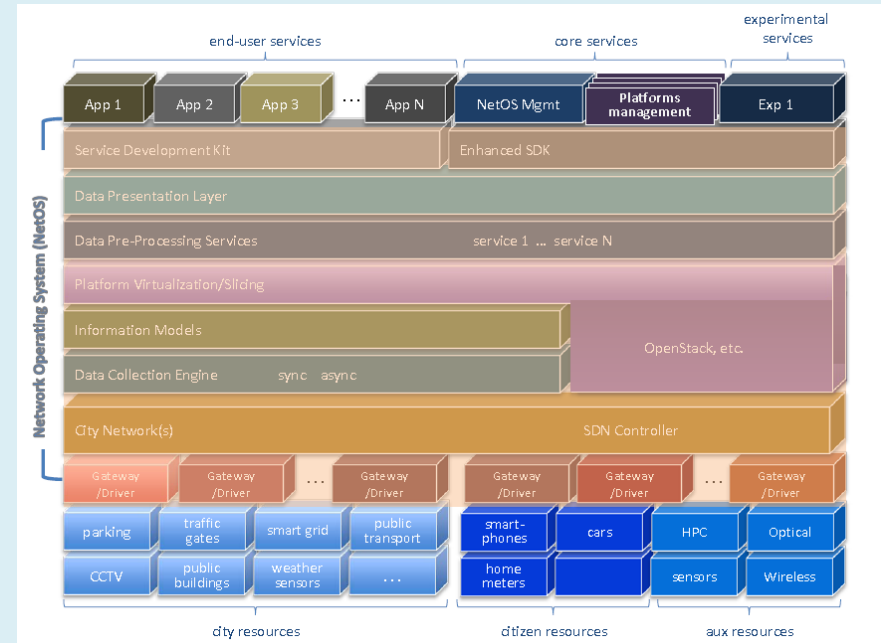 experimental
services
end-user services
core services
App 1
App 2
App 3
...
App N
NetOS Mgmt
Platforms
management
Exp 1
Network Operating System (NetOS)
Service Development Kit
Enhanced SDK
Data Presentation Layer
Data Pre-Processing Services
service 1 ... service N
Platform Virtualization/Slicing
Information Models
OpenStack, etc.
Data Collection Engine
sync async
City Network(s)
SDN Controller
Gateway
/Driver
Gateway
/Driver
...
Gateway
/Driver
Gateway
/Driver
Gateway
/Driver
...
Gateway
/Driver
parking
traffic
gates
smart grid
public
transport
smart-
phones
cars
HPC
Optical
CCTV
public
buildings
weather
sensors
...
home
meters
sensors
Wireless
city resources
citizen resources
aux resources